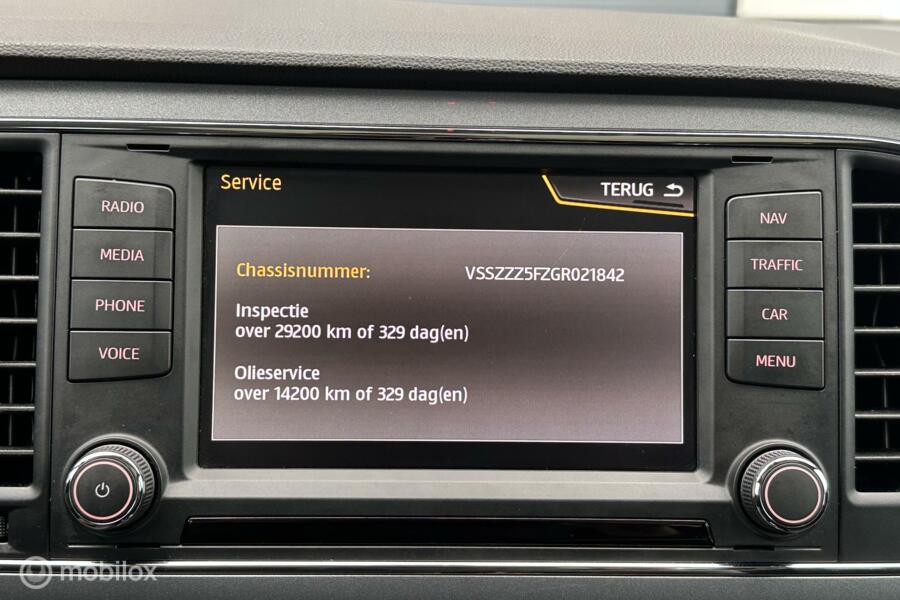 Service
TERUG
RADIO
MEDIA
PHONE
VOICE
Chassisnummer: VSSZZZ5FZGR021842
Inspectie
over 29200 km of 329 dag(en)
Olieservice
over 14200 km of 329 dag(en)
NAV
TRAFFIC
CAR
MENU
mobilox